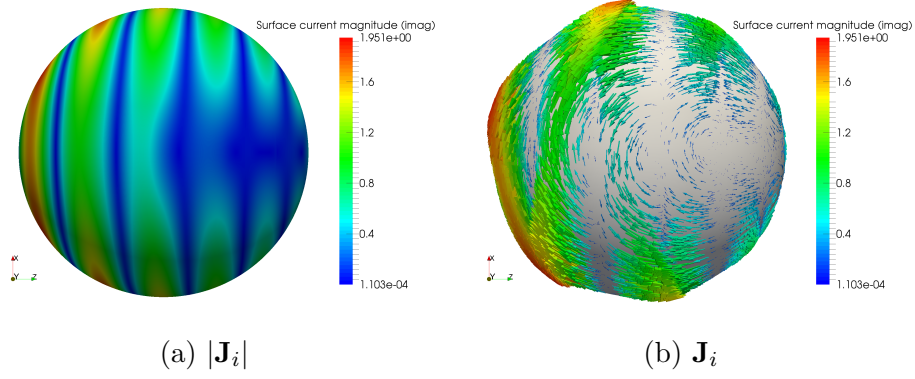 Surface current magnitude (imag)
1.951e+00
1.6
1.2
0.8
0.4
1.103e-04
X
Y Z
(a) |J_i|
Surface current magnitude (imag)
1.951e+00
1.6
1.2
0.8
0.4
1.103e-04
X
Y Z
(b) J_i